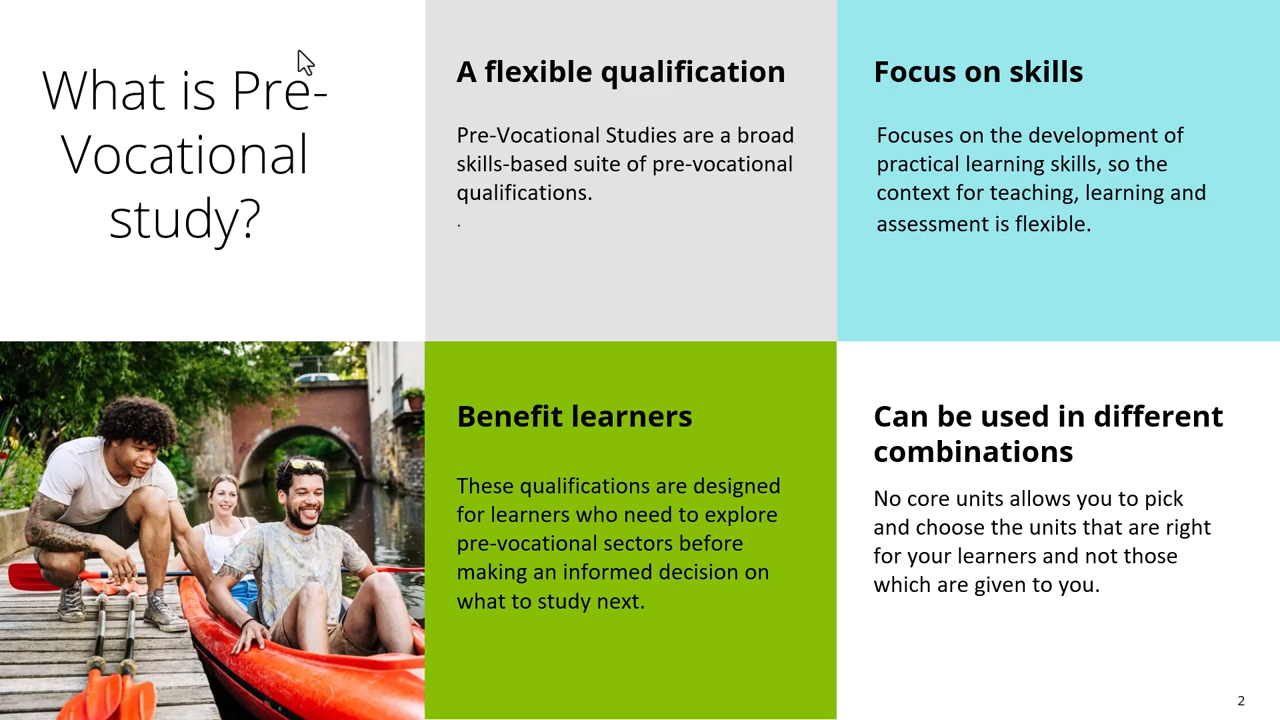 What is Pre-
Vocational
study?
A flexible qualification
Pre-Vocational Studies are a broad
skills-based suite of pre-vocational
qualifications.
.
Focus on skills
Focuses on the development of
practical learning skills, so the
context for teaching, learning and
assessment is flexible.
Benefit learners
These qualifications are designed
for learners who need to explore
pre-vocational sectors before
making an informed decision on
what to study next.
Can be used in different
combinations
No core units allows you to pick
and choose the units that are right
for your learners and not those
which are given to you.
2